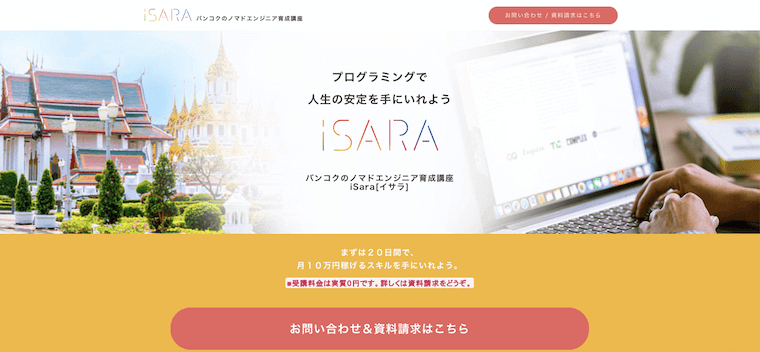 iSARA バンコクのノマドエンジニア育成講座
お問い合わせ / 資料請求はこちら
プログラミングで
人生の安定を手にいれよう
iSARA
バンコクのノマドエンジニア育成講座
iSara[イサラ]
まずは２０日間で、
月１０万円稼げるスキルを手にいれよう。
※受講料金は実質0円です。詳しくは資料請求をどうぞ。
お問い合わせ＆資料請求はこちら